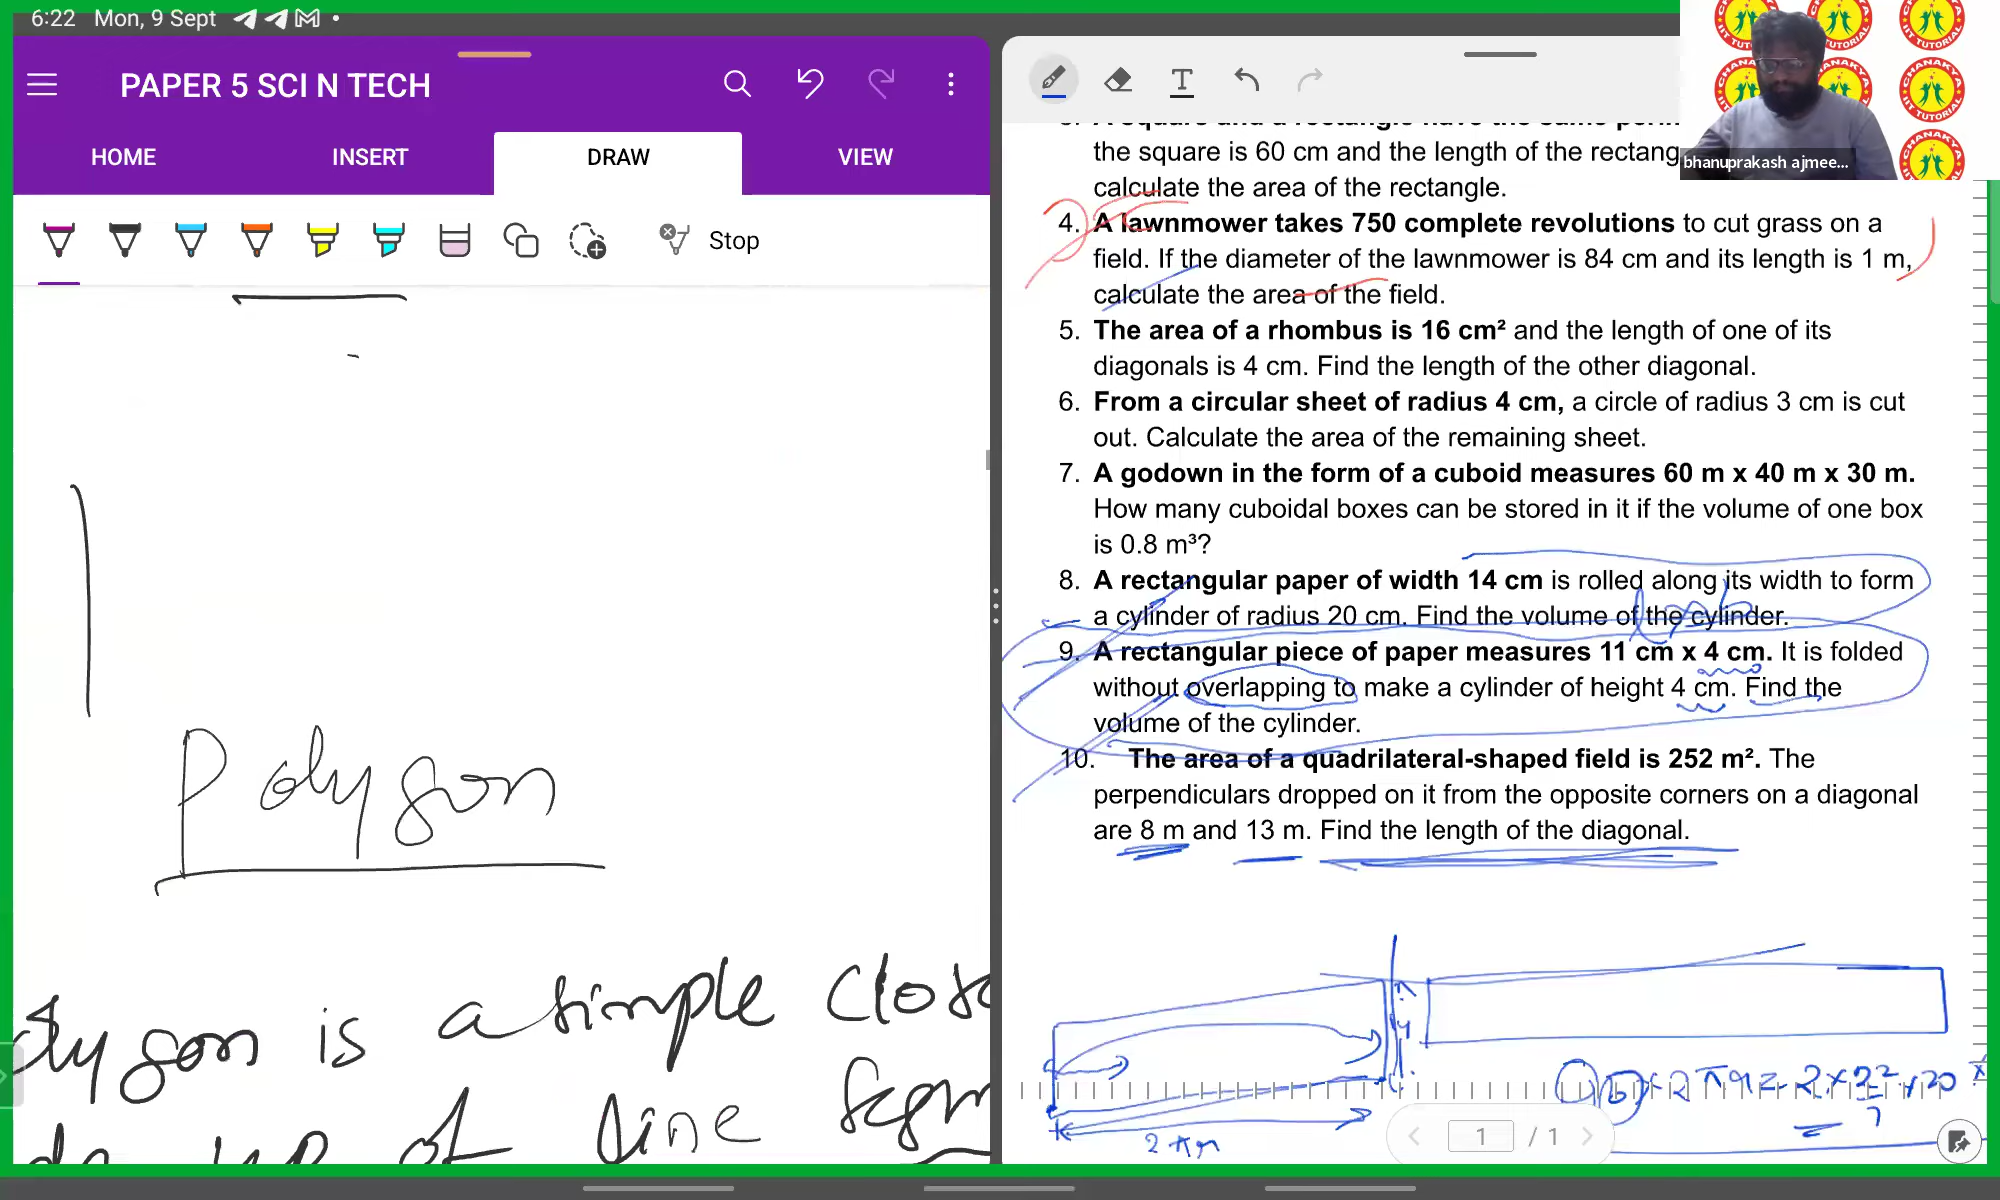 6:22 Mon, 9 Sept
PAPER 5 SCI N TECH
HOME INSERT DRAW VIEW
Stop
Polygon
is a simple
up of line
the square is 60 cm and the length of the rectang
calculate the area of the rectangle.
4. A lawnmower takes 750 complete revolutions to cut grass on a
field. If the diameter of the lawnmower is 84 cm and its length is 1 m,
calculate the area of the field.
5. The area of a rhombus is 16 cm² and the length of one of its
diagonals is 4 cm. Find the length of the other diagonal.
6. From a circular sheet of radius 4 cm, a circle of radius 3 cm is cut
out. Calculate the area of the remaining sheet.
7. A godown in the form of a cuboid measures 60 m x 40 m x 30 m.
How many cuboidal boxes can be stored in it if the volume of one box
is 0.8 m³?
8. A rectangular paper of width 14 cm is rolled along its width to form
a cylinder of radius 20 cm. Find the volume of the cylinder.
9. A rectangular piece of paper measures 11 cm x 4 cm. It is folded
without overlapping to make a cylinder of height 4 cm. Find the
volume of the cylinder.
10. The area of a quadrilateral-shaped field is 252 m². The
perpendiculars dropped on it from the opposite corners on a diagonal
are 8 m and 13 m. Find the length of the diagonal.
1 / 1
bhanuprakash ajmee...
CHANAKYA
IIT TUTORIAL